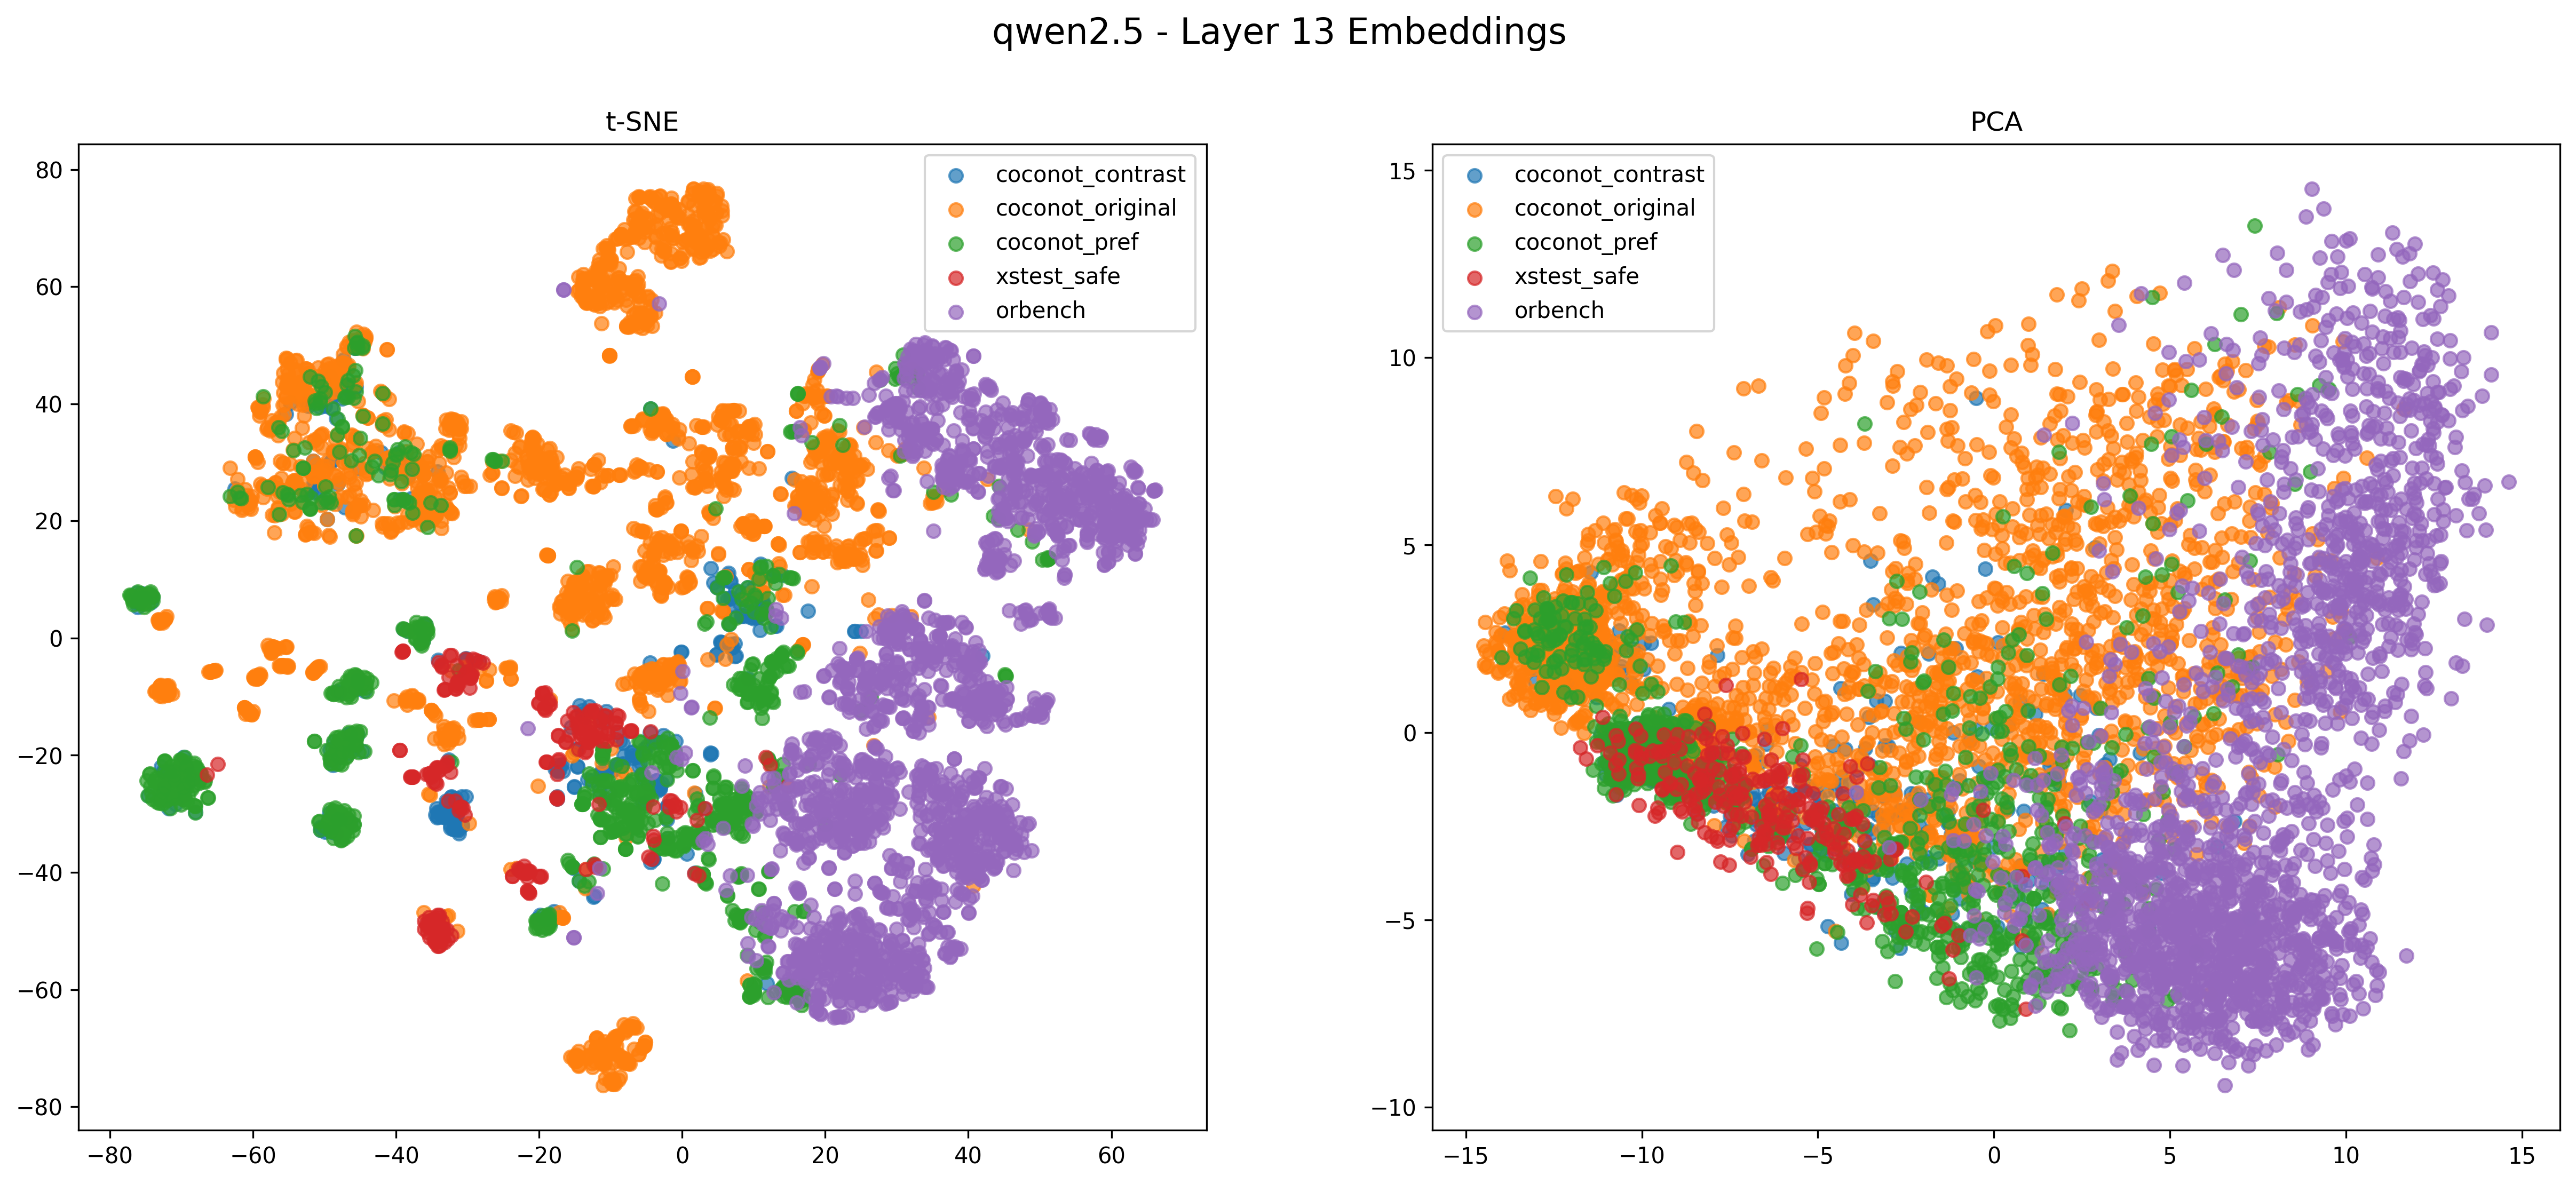 qwen2.5 - Layer 13 Embeddings
t-SNE
coconot_contrast
coconot_original
coconot_pref
xstest_safe
orbench
80
60
40
20
0
−20
−40
−60
−80
−80
−60
−40
−20
0
20
40
60
PCA
coconot_contrast
coconot_original
coconot_pref
xstest_safe
orbench
15
10
5
0
−5
−10
−15
−10
−5
0
5
10
15